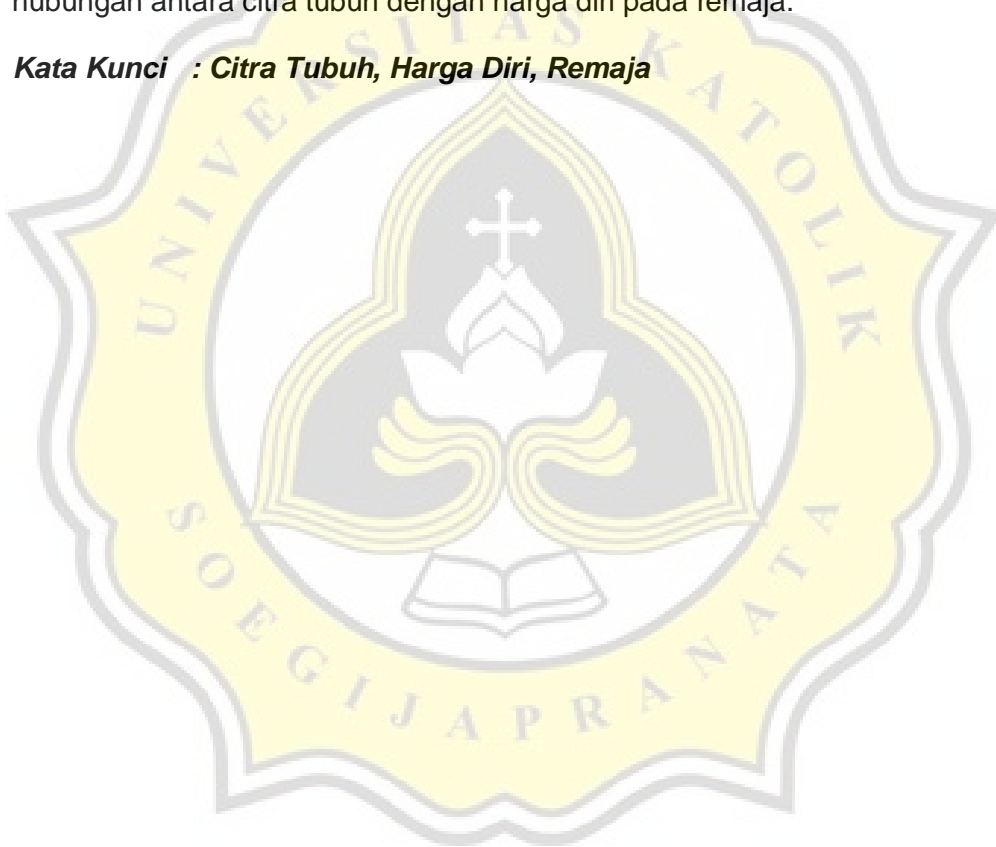 hubungan antara citra tubuh dengan harga diri pada remaja.
Kata Kunci : Citra Tubuh, Harga Diri, Remaja
UNIVERSITAS KATOLIK
SOEGIJAPRANATA